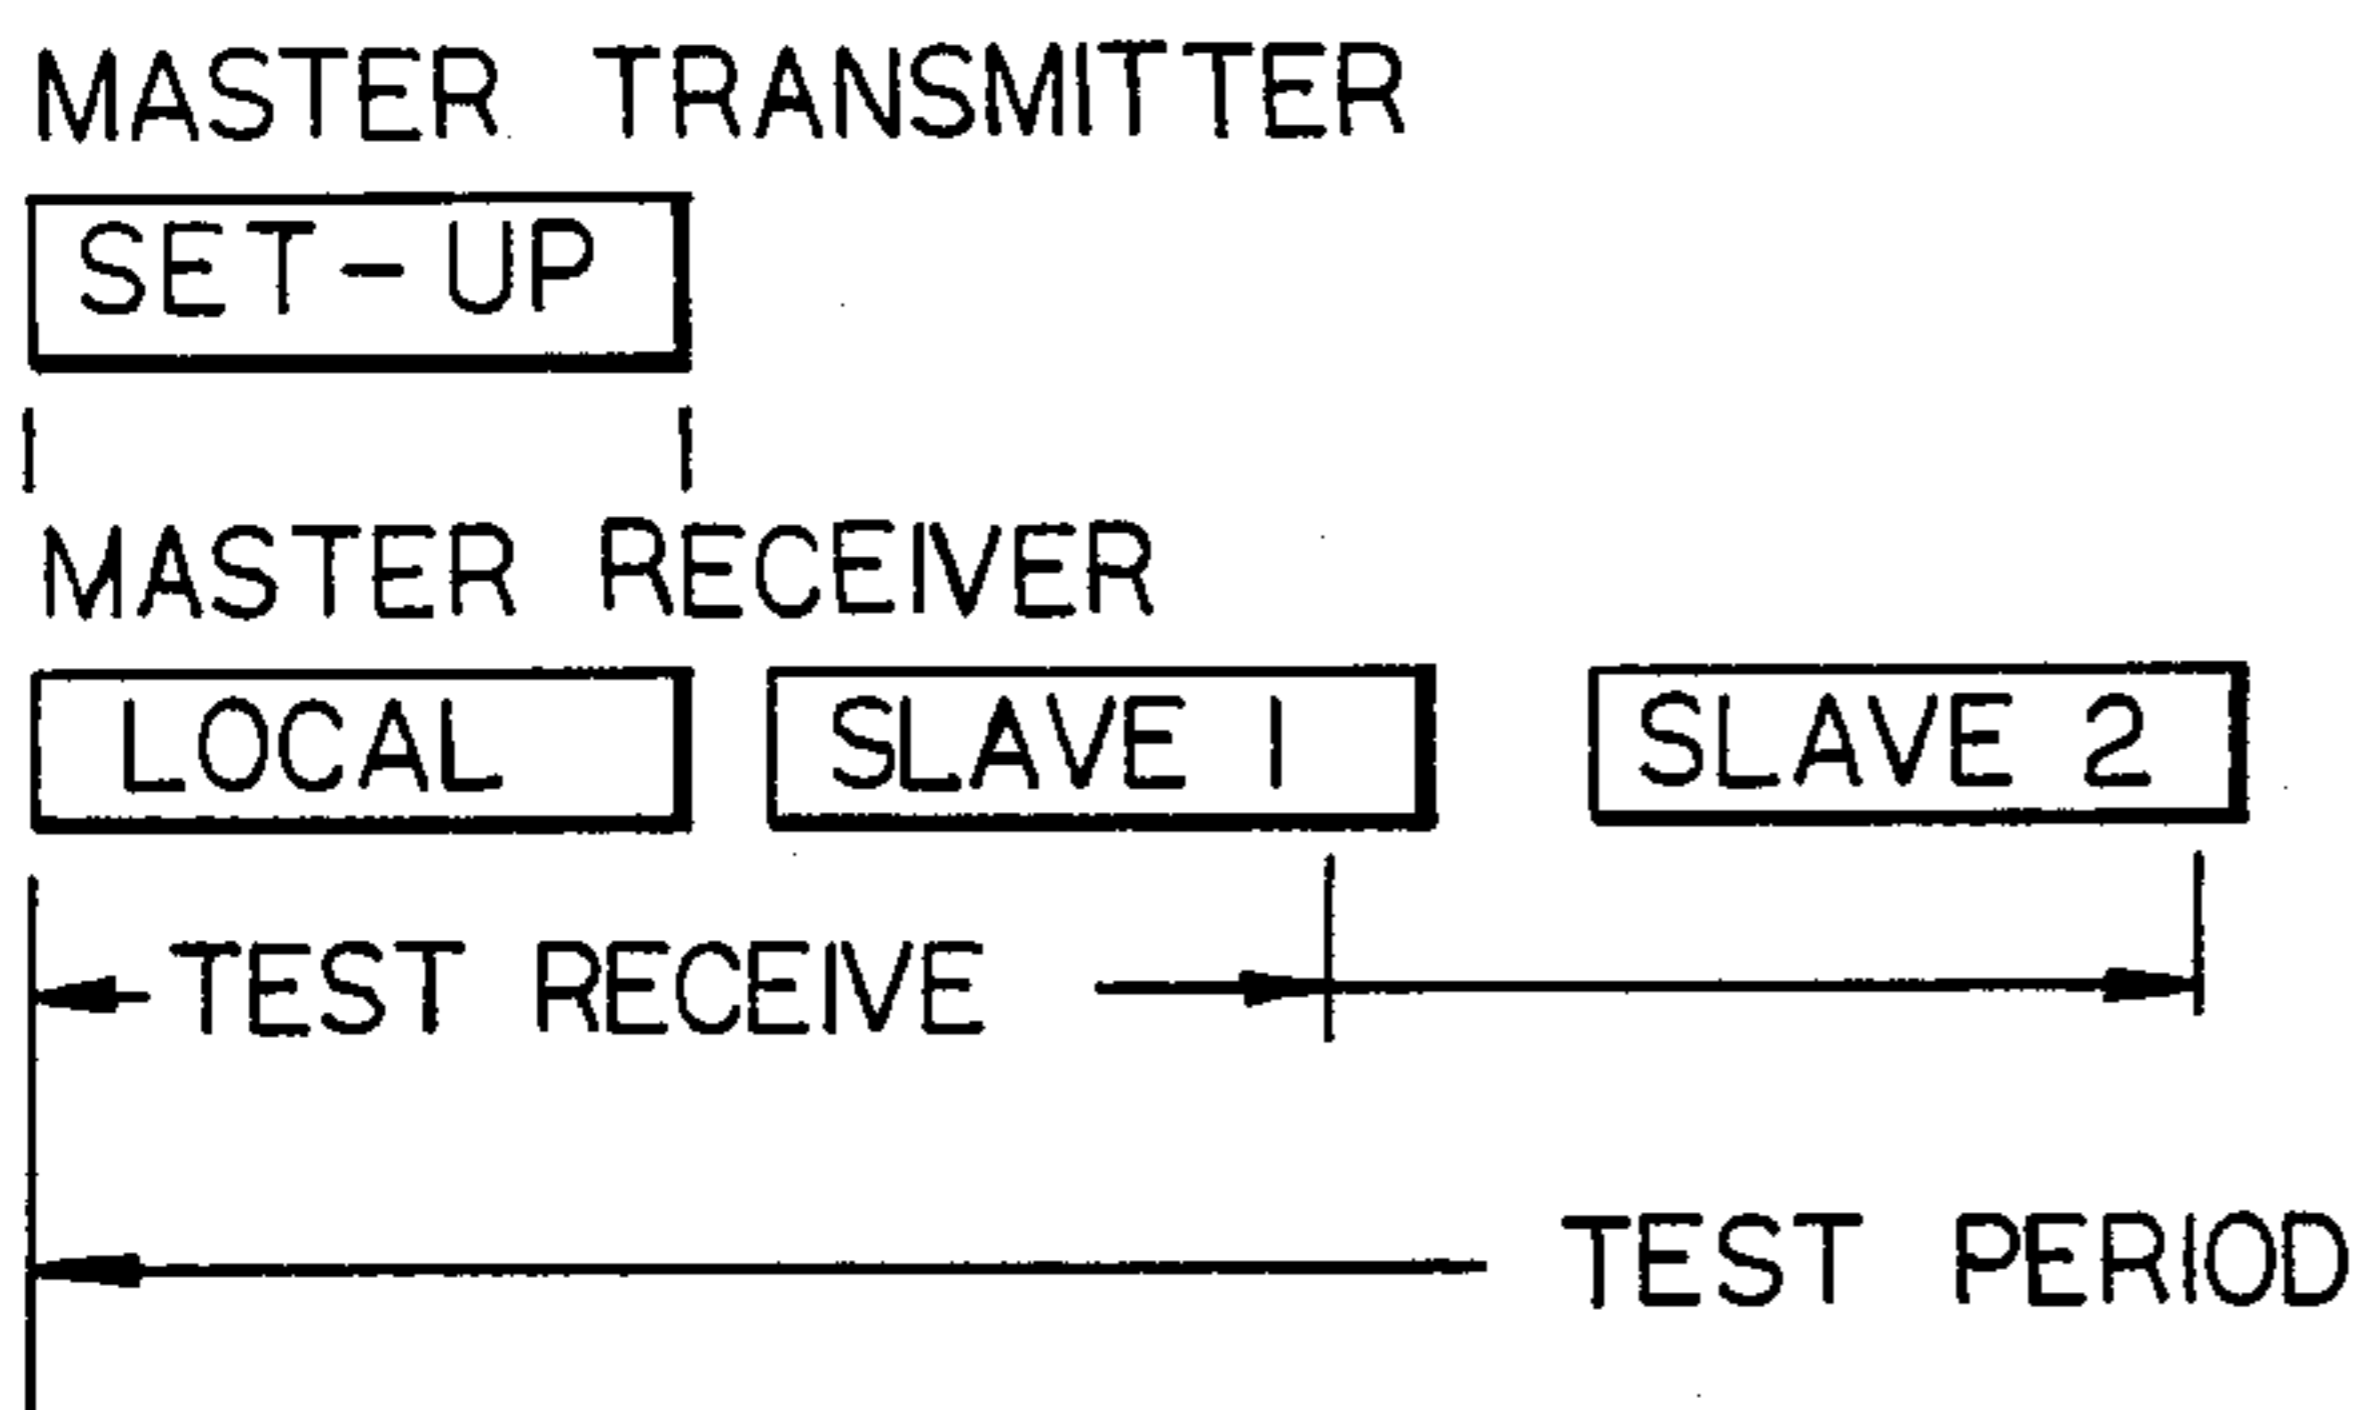 MASTER TRANSMITTER
SET-UP
MASTER RECEIVER
LOCAL
SLAVE 1
SLAVE 2
TEST RECEIVE
TEST PERIOD